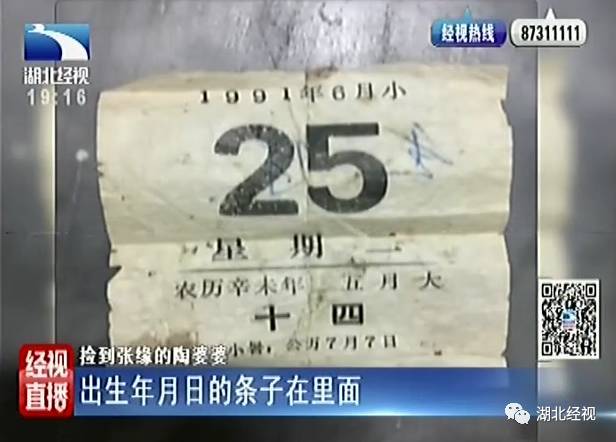 湖北经视
19:16
经视热线
87311111
1991年6月小
25
星期二
农历辛未年 五月大
十四
小暑:公历7月7日
经视直播
捡到张缘的陶婆婆
出生年月日的条子在里面
湖北经视